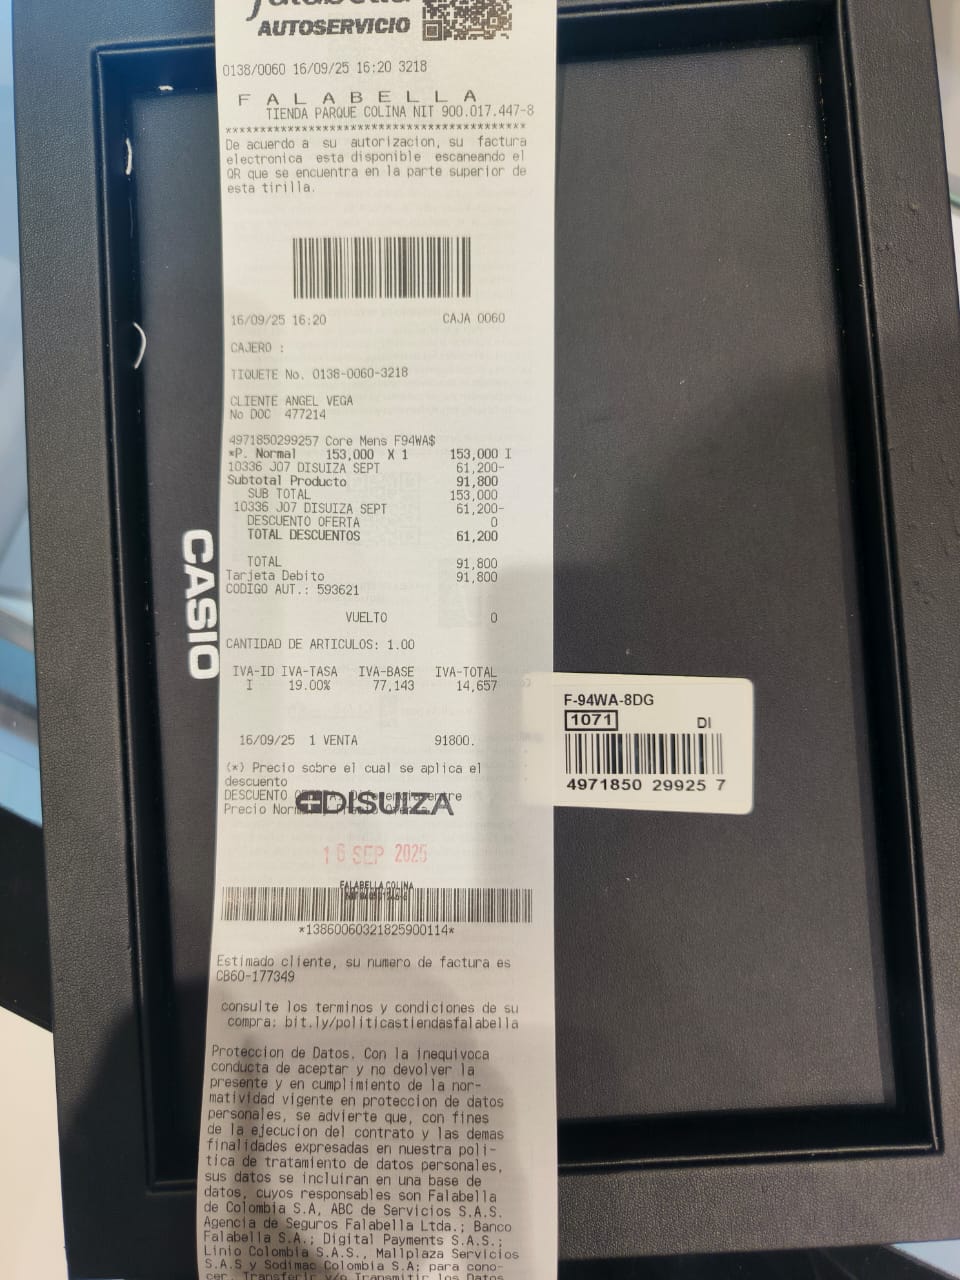 AUTOSERVICIO
0138/0060 16/09/25 16:20 3218
F A L A B E L L A
TIENDA PARQUE COLINA NIT 900.017.447-8
******************************************
De acuerdo a su autorizacion, su factura
electronica esta disponible escaneando el
QR que se encuentra en la parte superior de
esta tirilla.
16/09/25 16:20 CAJA 0060
CAJERO :
TIQUETE No. 0138-0060-3218
CLIENTE ANGEL VEGA
No DOC 477214
4971850299257 Core Mens F94WA$
*P. Normal 153,000 X 1 153,000 I
10336 J07 DISUIZA SEPT 61,200-
Subtotal Producto 91,800
SUB TOTAL 153,000
10336 J07 DISUIZA SEPT 61,200-
DESCUENTO OFERTA 0
TOTAL DESCUENTOS 61,200
TOTAL 91,800
Tarjeta Debito 91,800
CODIGO AUT.: 593621
VUELTO 0
CANTIDAD DE ARTICULOS: 1.00
IVA-ID IVA-TASA IVA-BASE IVA-TOTAL
I 19.00% 77,143 14,657
16/09/25 1 VENTA 91800.
(*) Precio sobre el cual se aplica el
descuento
DESCUENTO
Precio
DISUIZA
16 SEP 2025
FALABELLA COLINA
*13860060321825900114*
Estimado cliente, su numero de factura es
CB60-177349
consulte los terminos y condiciones de su
compra: bit.ly/politicastiendasfalabella
Proteccion de Datos. Con la inequivoca
conducta de aceptar y no devolver la
presente y en cumplimiento de la nor-
matividad vigente en proteccion de datos
personales, se advierte que, con fines
de la ejecucion del contrato y las demas
finalidades expresadas en nuestra poli-
tica de tratamiento de datos personales,
sus datos se incluiran en una base de
datos, cuyos responsables son Falabella
de Colombia S.A, ABC de Servicios S.A.S.
Agencia de Seguros Falabella Ltda.; Banco
Falabella S.A.; Digital Payments S.A.S.;
Linio Colombia S.A.S., Mallplaza Servicios
S.A.S y Sodimac Colombia S.A; para cono-
cer, Transferir y/o Transmitir los Datos
CASIO
F-94WA-8DG
1071 DI
4971850 29925 7